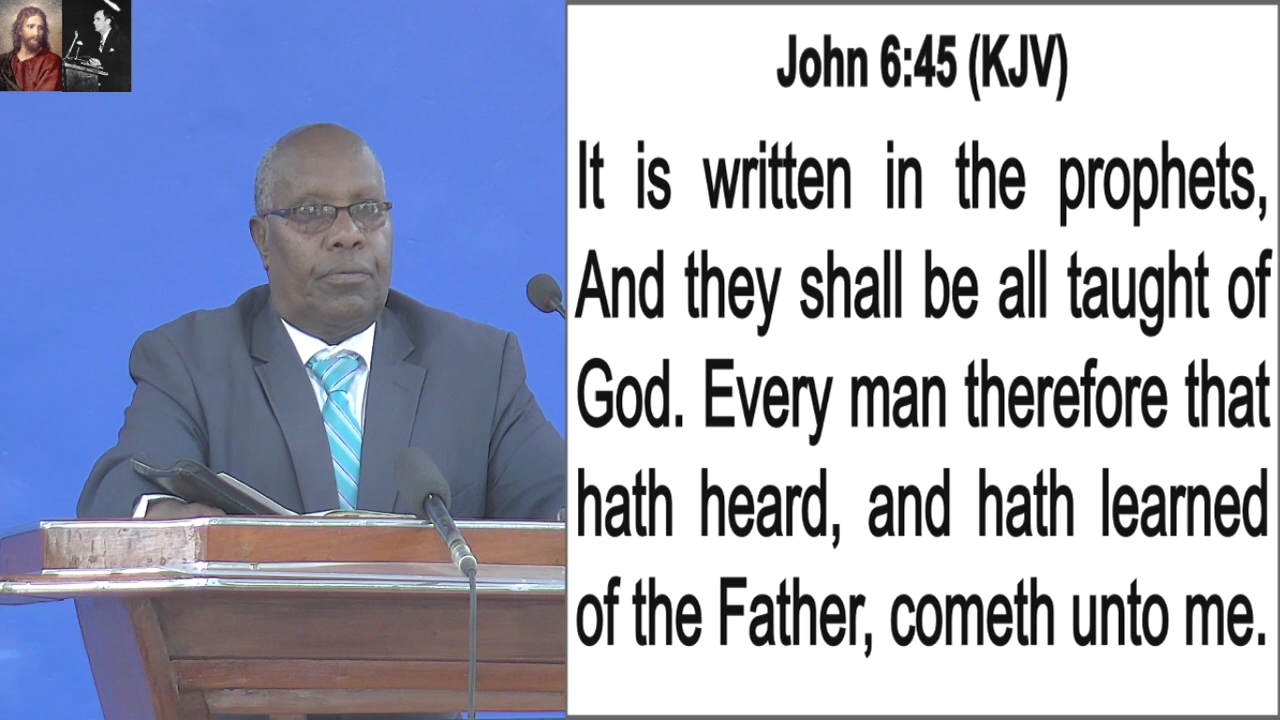 John 6:45 (KJV)
It is written in the prophets,
And they shall be all taught of
God. Every man therefore that
hath heard, and hath learned
of the Father, cometh unto me.